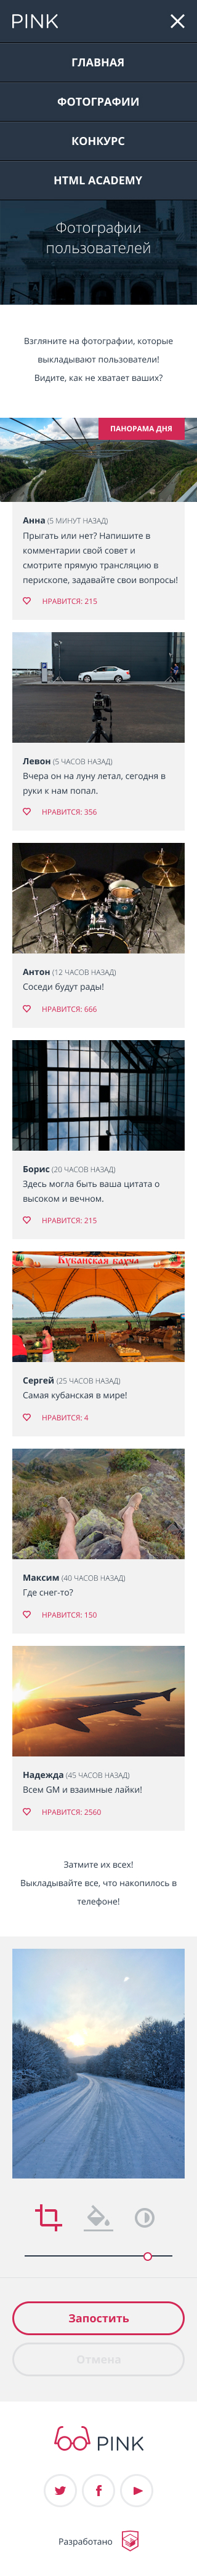 PINK
ГЛАВНАЯ
ФОТОГРАФИИ
КОНКУРС
HTML ACADEMY
Фотографии
пользователей
Взгляните на фотографии, которые
выкладывают пользователи!
Видите, как не хватает ваших?
ПАНОРАМА ДНЯ
Анна (5 МИНУТ НАЗАД)
Прыгать или нет? Напишите в
комментарии свой совет и
смотрите прямую трансляцию в
перископе, задавайте свои вопросы!
НРАВИТСЯ: 215
Левон (5 ЧАСОВ НАЗАД)
Вчера он на луну летал, сегодня в
руки к нам попал.
НРАВИТСЯ: 356
Антон (12 ЧАСОВ НАЗАД)
Соседи будут рады!
НРАВИТСЯ: 666
Борис (20 ЧАСОВ НАЗАД)
Здесь могла быть ваша цитата о
высоком и вечном.
НРАВИТСЯ: 215
Кубанская бахча
Сергей (25 ЧАСОВ НАЗАД)
Самая кубанская в мире!
НРАВИТСЯ: 4
Максим (40 ЧАСОВ НАЗАД)
Где снег-то?
НРАВИТСЯ: 150
Надежда (45 ЧАСОВ НАЗАД)
Всем GM и взаимные лайки!
НРАВИТСЯ: 2560
Затмите их всех!
Выкладывайте все, что накопилось в
телефоне!
Запостить
Отмена
PINK
Разработано